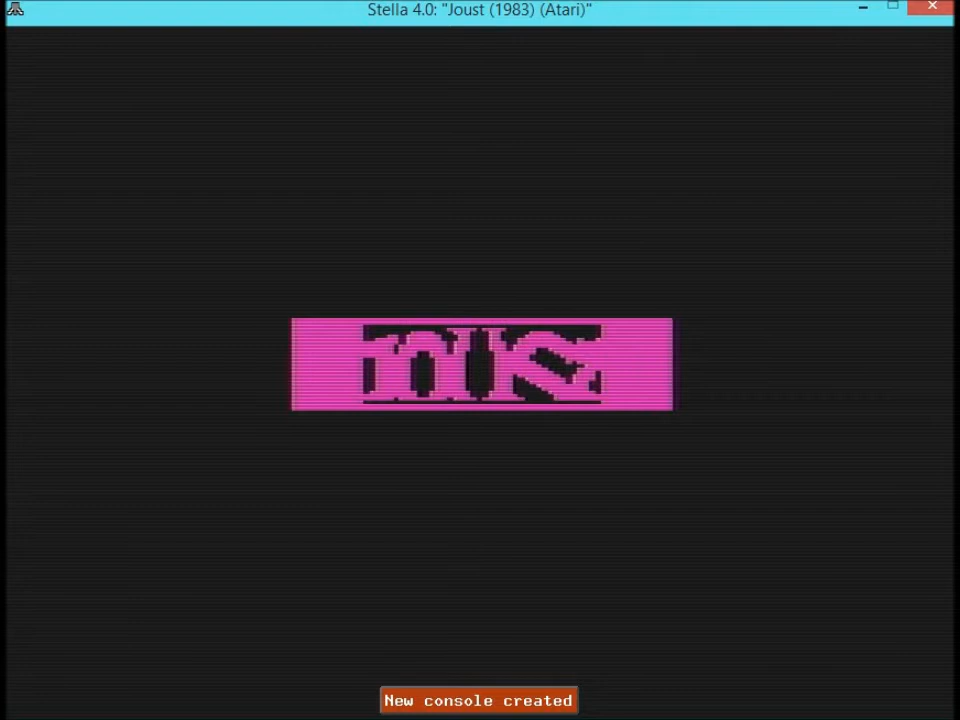 Stella 4.0: "Joust (1983) (Atari)"
New console created